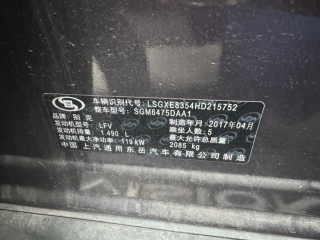 车辆识别代号: LSGXE8354HD215752
整车型号: SGM6475DAA1
品牌: 别克 制造年月: 2017年04月
发动机型号: LFV 乘坐人数: 5
发动机排量: 1.490 L 最大允许总质量:
发动机最大净功率: 119 kW 2085 kg
中国 上汽通用东岳汽车有限公司制造